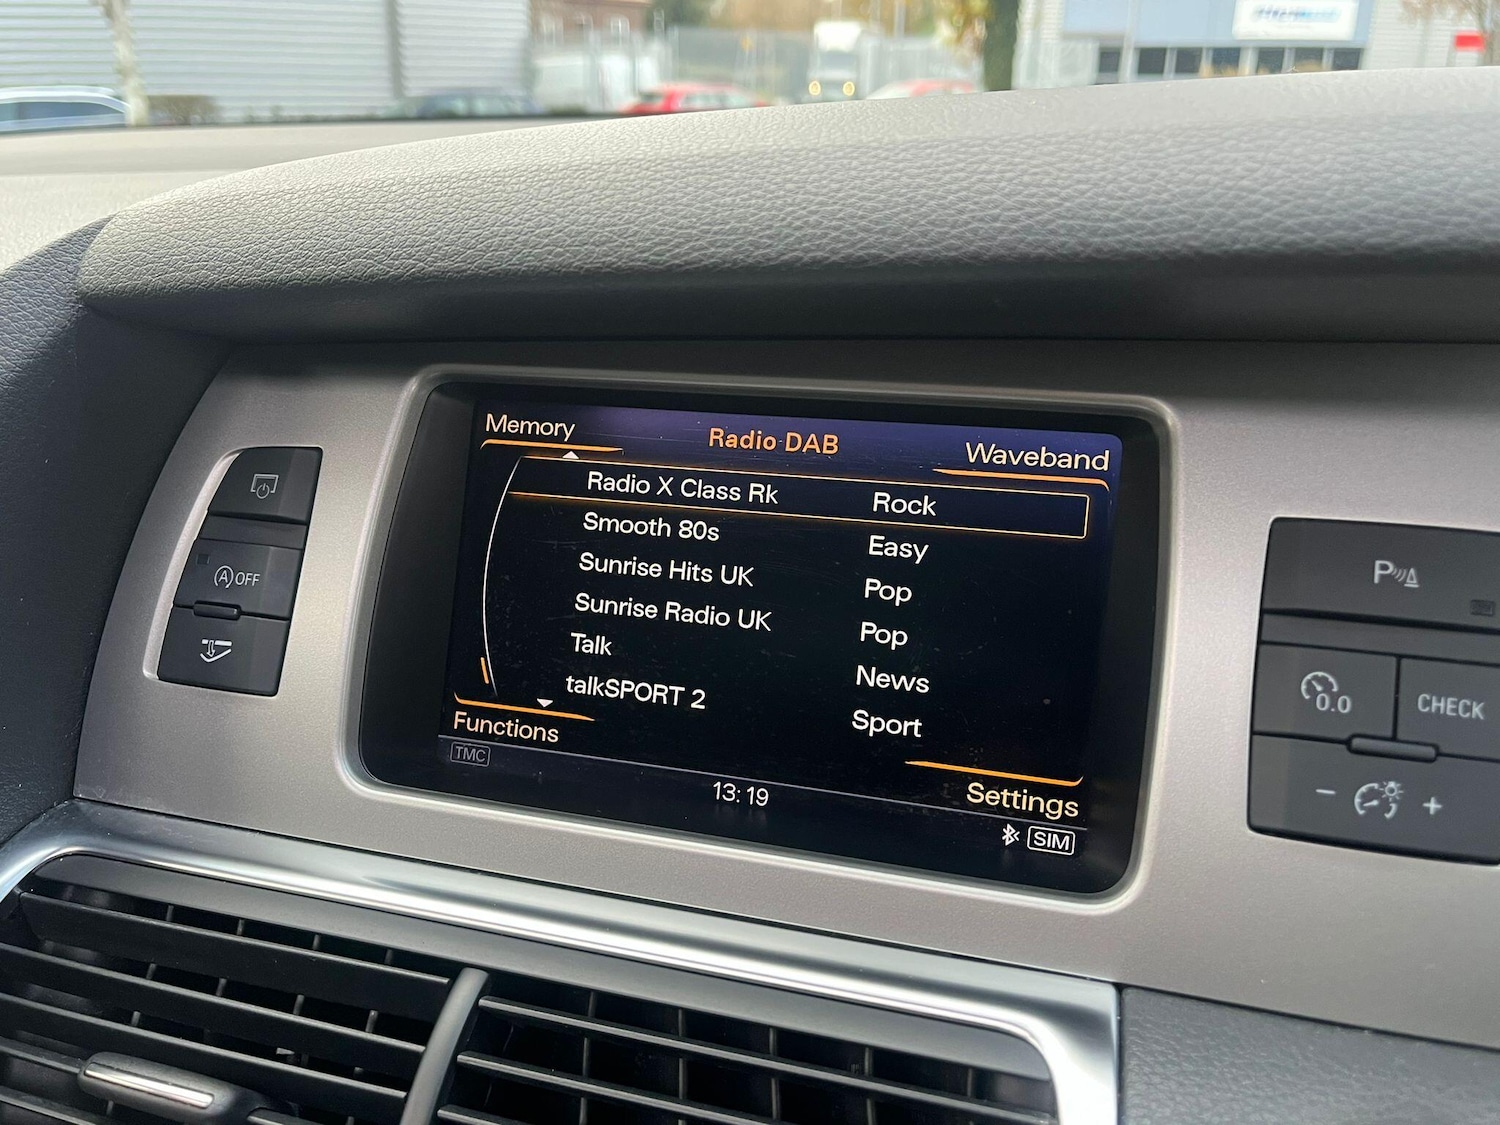 Memory Radio DAB Waveband
Radio X Class Rk Rock
Smooth 80s Easy
Sunrise Hits UK Pop
Sunrise Radio UK Pop
Talk News
talkSPORT 2 Sport
Functions Settings
TMC 13:19 SIM
A OFF
P
0.0 CHECK
- +